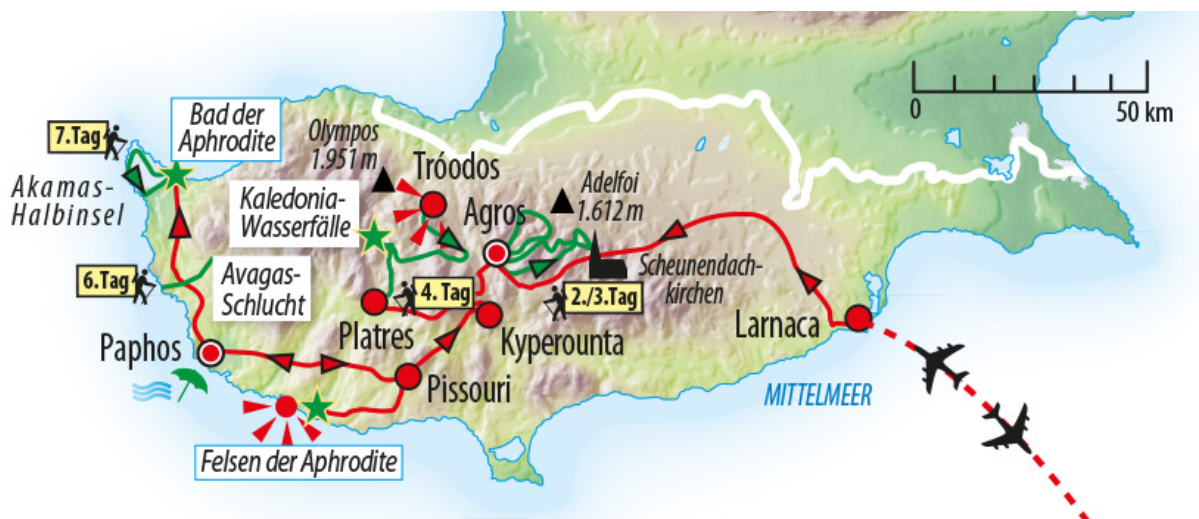 0
50 km
Bad der
Aphrodite
7.Tag
Olympos
1.951 m
Tróodos
Akamas-
Halbinsel
Kaledonia-
Wasserfälle
Agros
Adelfoi
1.612 m
Avagas-
Schlucht
6.Tag
4. Tag
2./3.Tag
Scheunendach-
kirchen
Platres
Kyperounta
Larnaca
Paphos
Pissouri
MITTELMEER
Felsen der Aphrodite